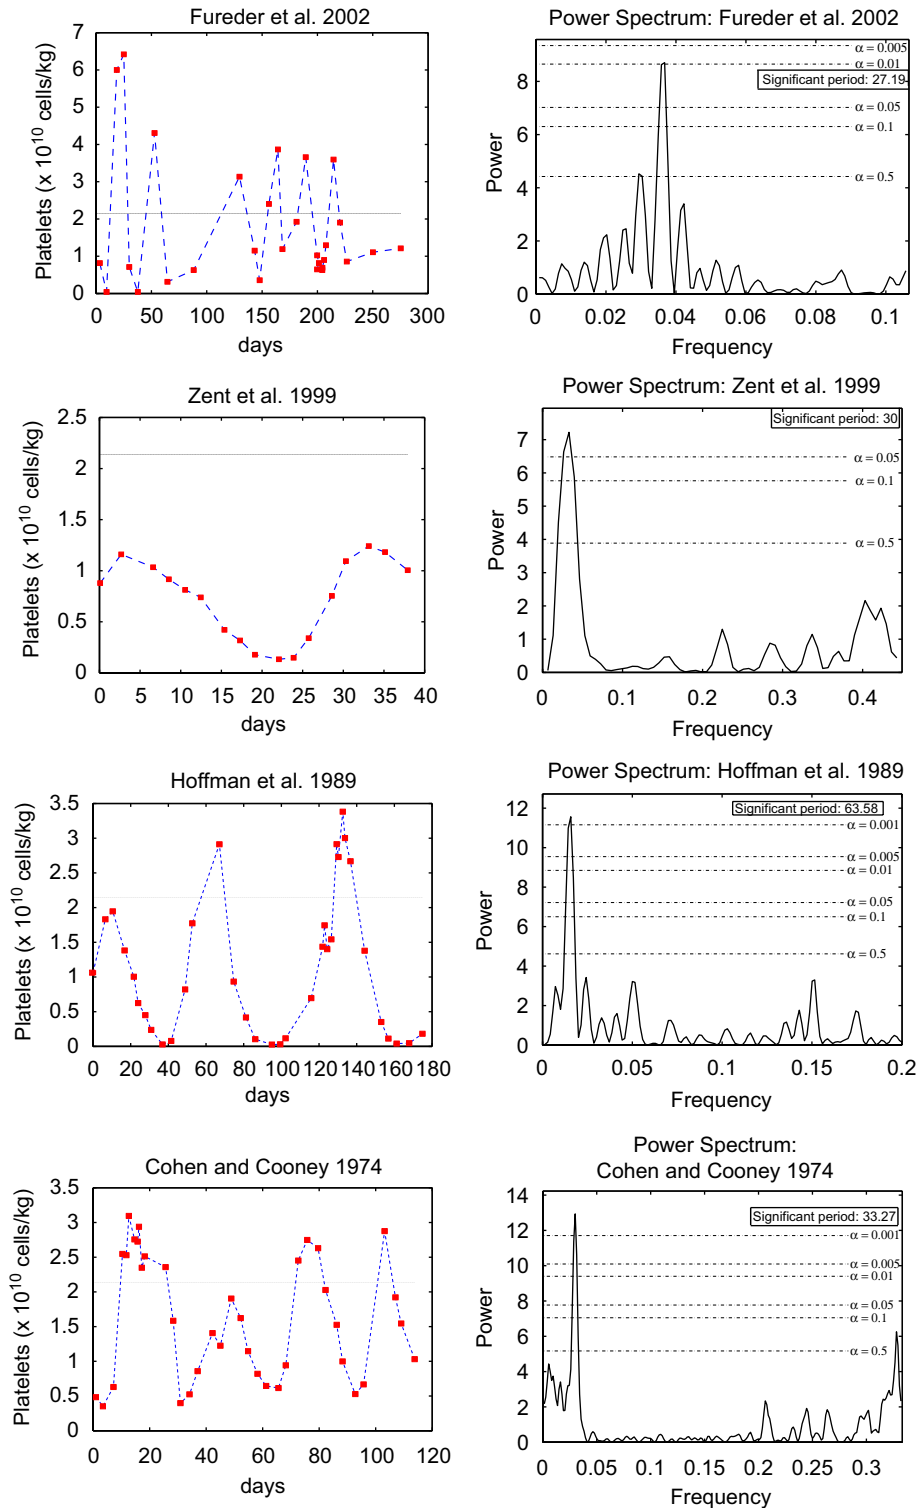 Fureder et al. 2002
Platelets (x 10^10 cells/kg)
7
6
5
4
3
2
1
0
0 50 100 150 200 250 300
days
Power Spectrum: Fureder et al. 2002
Power
8
6
4
2
0
α = 0.005
α = 0.01
Significant period: 27.19
α = 0.05
α = 0.1
α = 0.5
0 0.02 0.04 0.06 0.08 0.1
Frequency
Zent et al. 1999
Platelets (x 10^10 cells/kg)
2.5
2
1.5
1
0.5
0
0 5 10 15 20 25 30 35 40
days
Power Spectrum: Zent et al. 1999
Power
7
6
5
4
3
2
1
0
Significant period: 30
α = 0.05
α = 0.1
α = 0.5
0 0.1 0.2 0.3 0.4
Frequency
Hoffman et al. 1989
Platelets (x 10^10 cells/kg)
3.5
3
2.5
2
1.5
1
0.5
0
0 20 40 60 80 100 120 140 160 180
days
Power Spectrum: Hoffman et al. 1989
Power
12
10
8
6
4
2
0
Significant period: 63.58
α = 0.001
α = 0.005
α = 0.01
α = 0.05
α = 0.1
α = 0.5
0 0.05 0.1 0.15 0.2
Frequency
Cohen and Cooney 1974
Platelets (x 10^10 cells/kg)
3.5
3
2.5
2
1.5
1
0.5
0
0 20 40 60 80 100 120
days
Power Spectrum:
Cohen and Cooney 1974
Power
14
12
10
8
6
4
2
0
Significant period: 33.27
α = 0.001
α = 0.005
α = 0.01
α = 0.05
α = 0.1
α = 0.5
0 0.05 0.1 0.15 0.2 0.25 0.3
Frequency